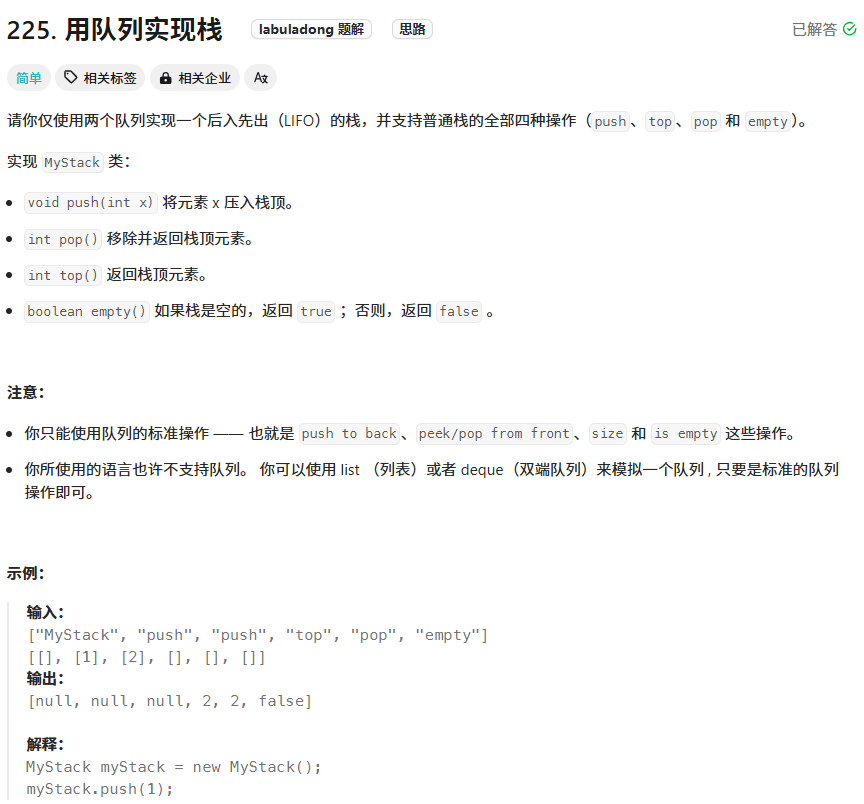 225. 用队列实现栈 labuladong 题解 思路 已解答
简单 相关标签 相关企业 A文
请你仅使用两个队列实现一个后入先出（LIFO）的栈，并支持普通栈的全部四种操作（push、top、pop 和 empty）。
实现 MyStack 类：
void push(int x) 将元素 x 压入栈顶。
int pop() 移除并返回栈顶元素。
int top() 返回栈顶元素。
boolean empty() 如果栈是空的，返回 true ；否则，返回 false 。
注意：
你只能使用队列的标准操作 —— 也就是 push to back、peek/pop from front、size 和 is empty 这些操作。
你所使用的语言也许不支持队列。 你可以使用 list （列表）或者 deque（双端队列）来模拟一个队列 , 只要是标准的队列
操作即可。
示例：
输入：
["MyStack", "push", "push", "top", "pop", "empty"]
[[], [1], [2], [], [], []]
输出：
[null, null, null, 2, 2, false]
解释：
MyStack myStack = new MyStack();
myStack.push(1);